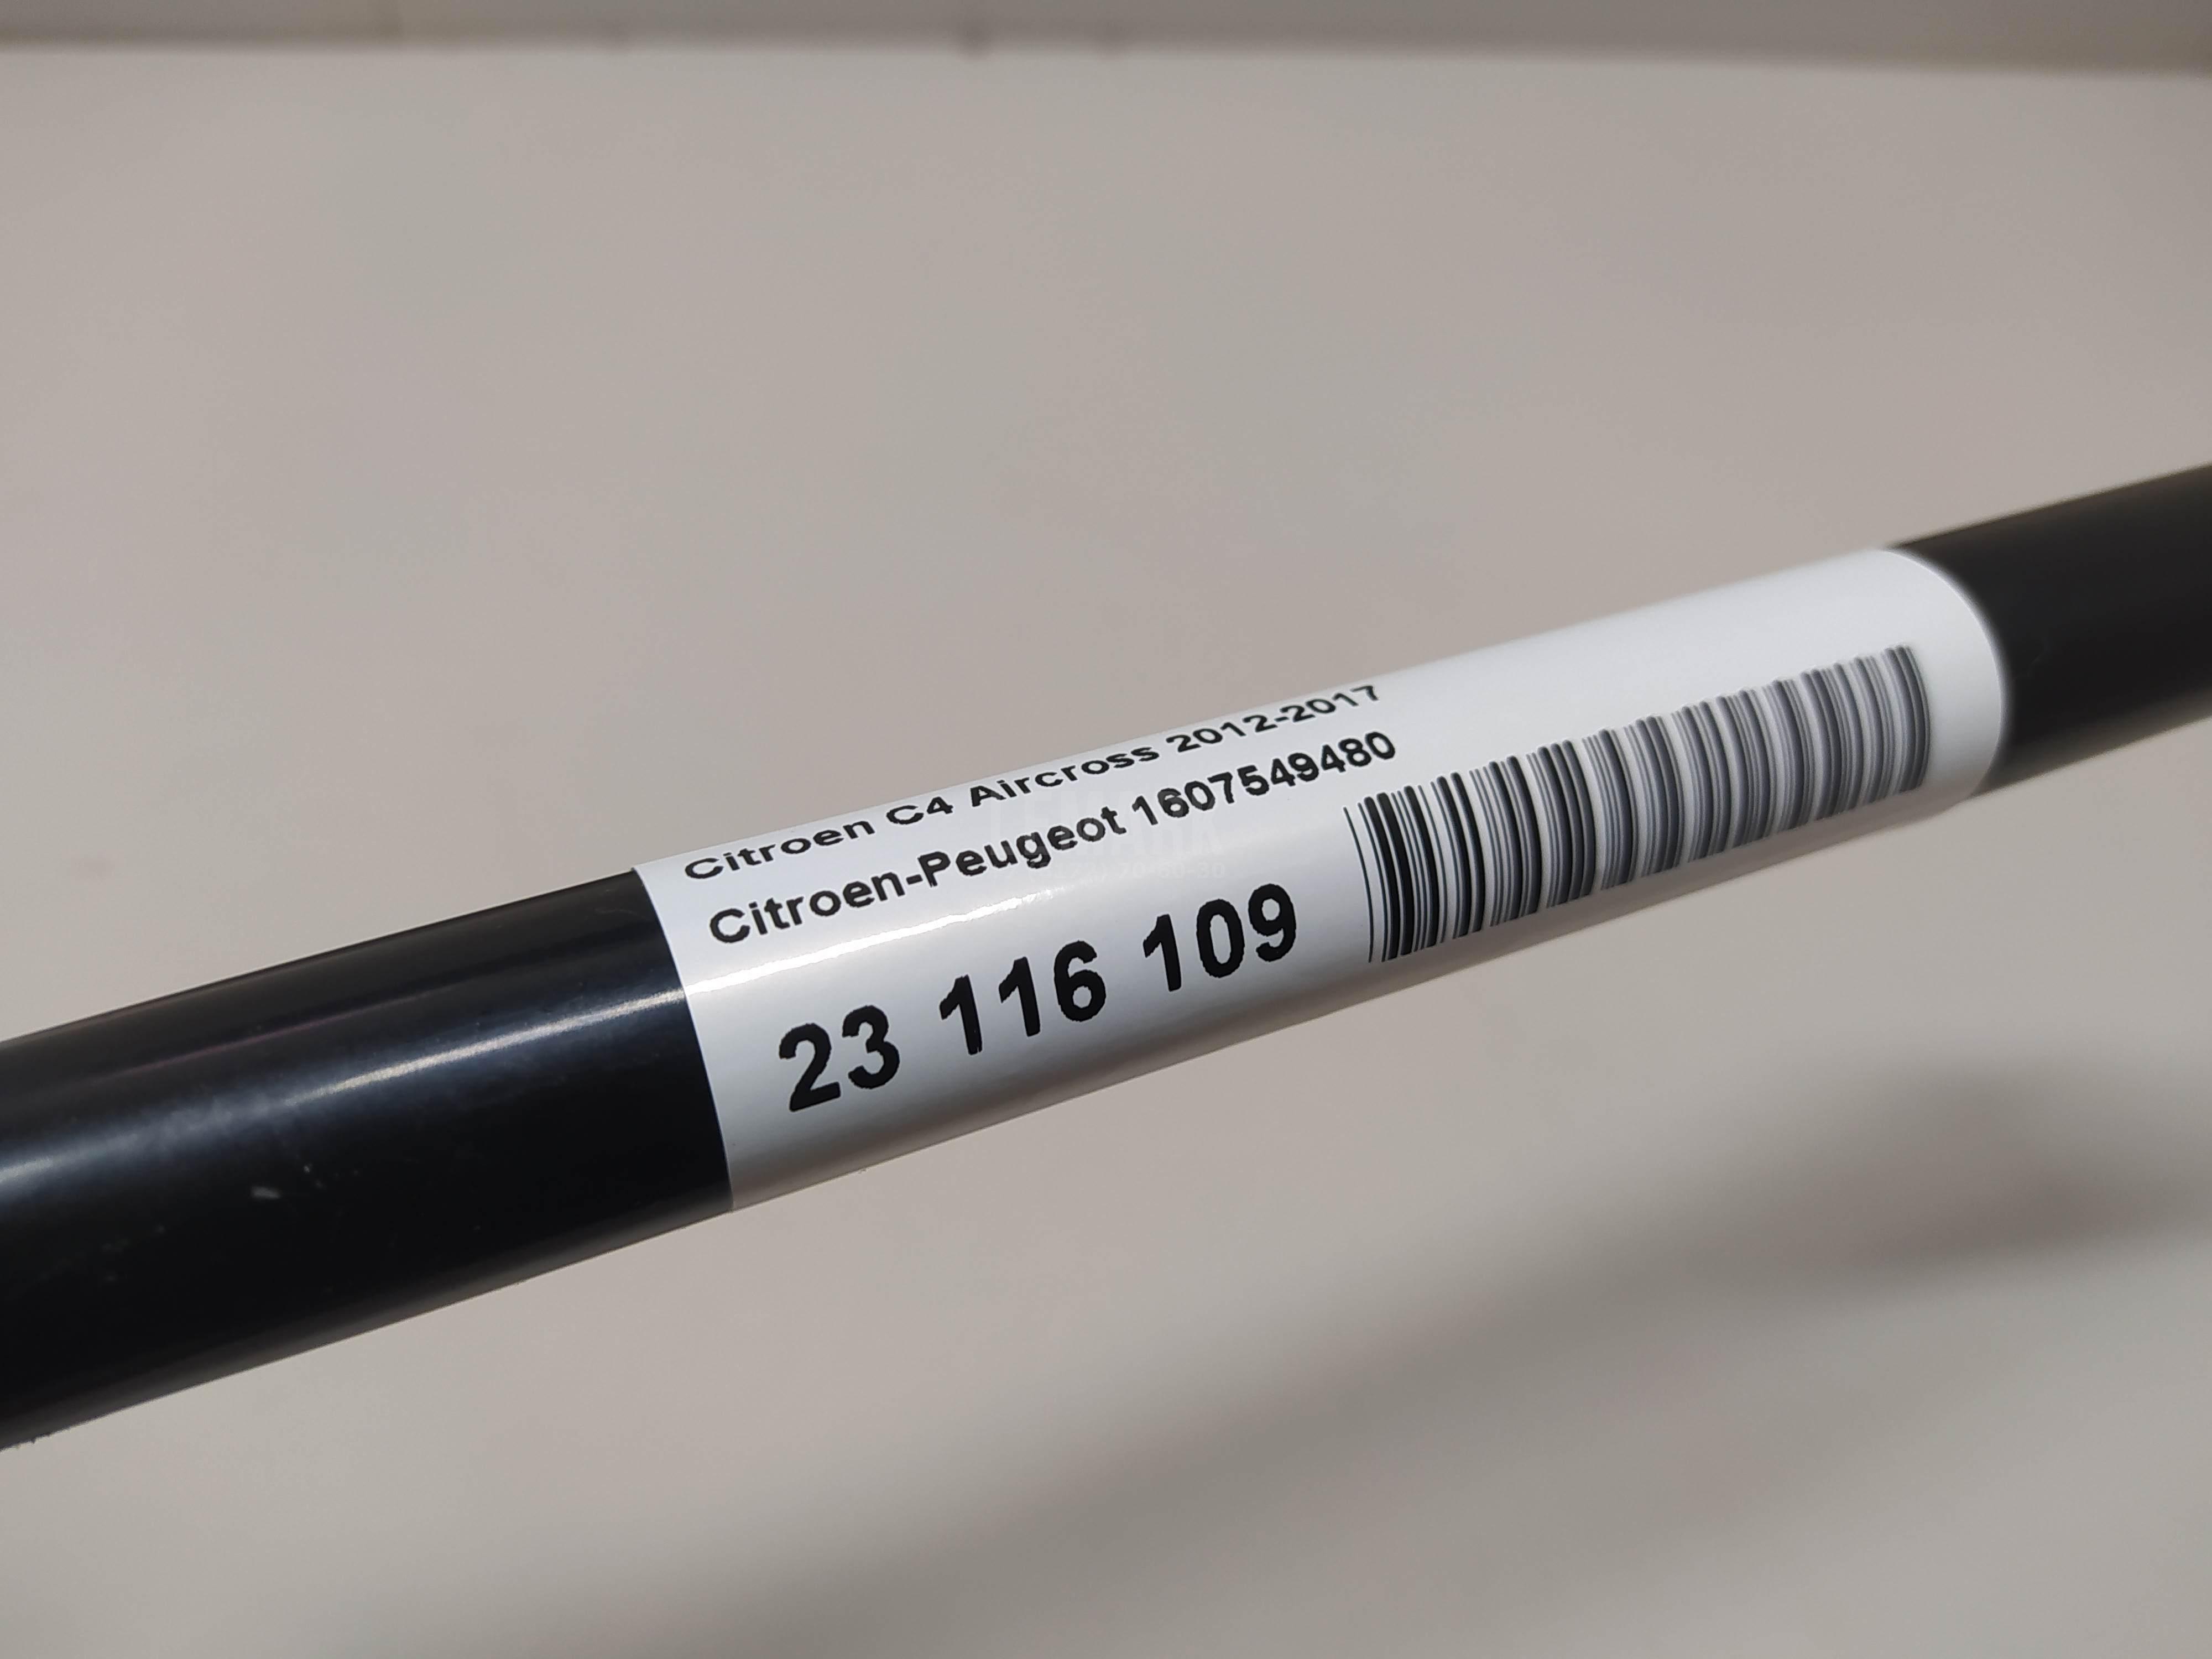 Citroen C4 Aircross 2012-2017
Citroen-Peugeot 1607549480
23 116 109